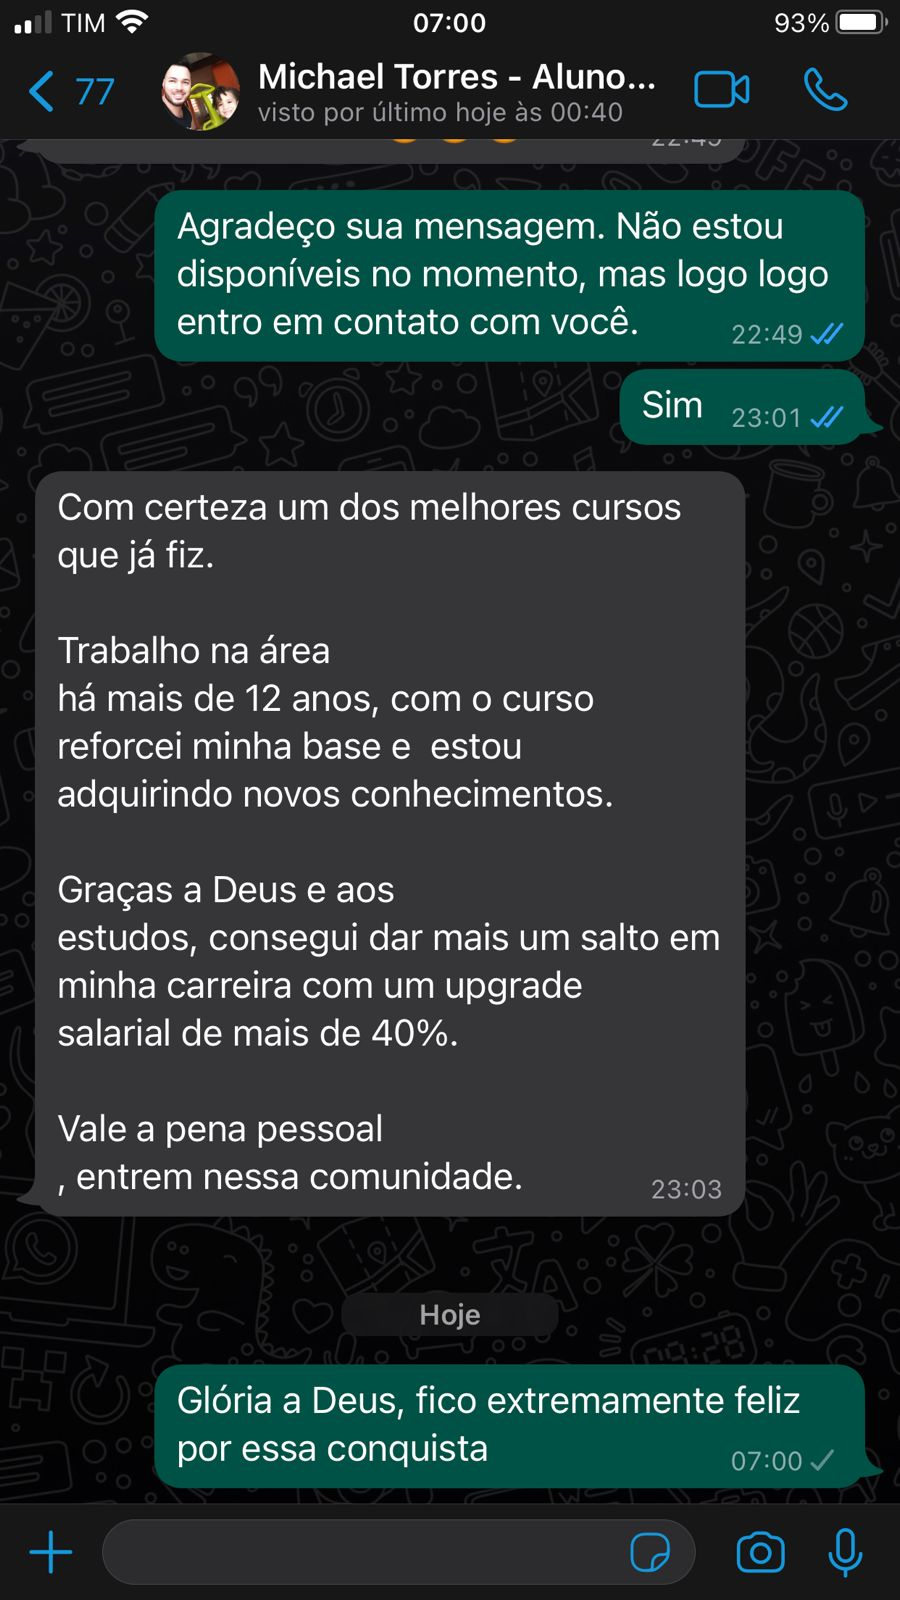 TIM
07:00
93%
77
Michael Torres - Aluno...
visto por último hoje às 00:40
22:45
Agradeço sua mensagem. Não estou
disponíveis no momento, mas logo logo
entro em contato com você.
22:49
Sim
23:01
Com certeza um dos melhores cursos
que já fiz.
Trabalho na área
há mais de 12 anos, com o curso
reforcei minha base e  estou
adquirindo novos conhecimentos.
Graças a Deus e aos
estudos, consegui dar mais um salto em
minha carreira com um upgrade
salarial de mais de 40%.
Vale a pena pessoal
, entrem nessa comunidade.
23:03
Hoje
Glória a Deus, fico extremamente feliz
por essa conquista
07:00